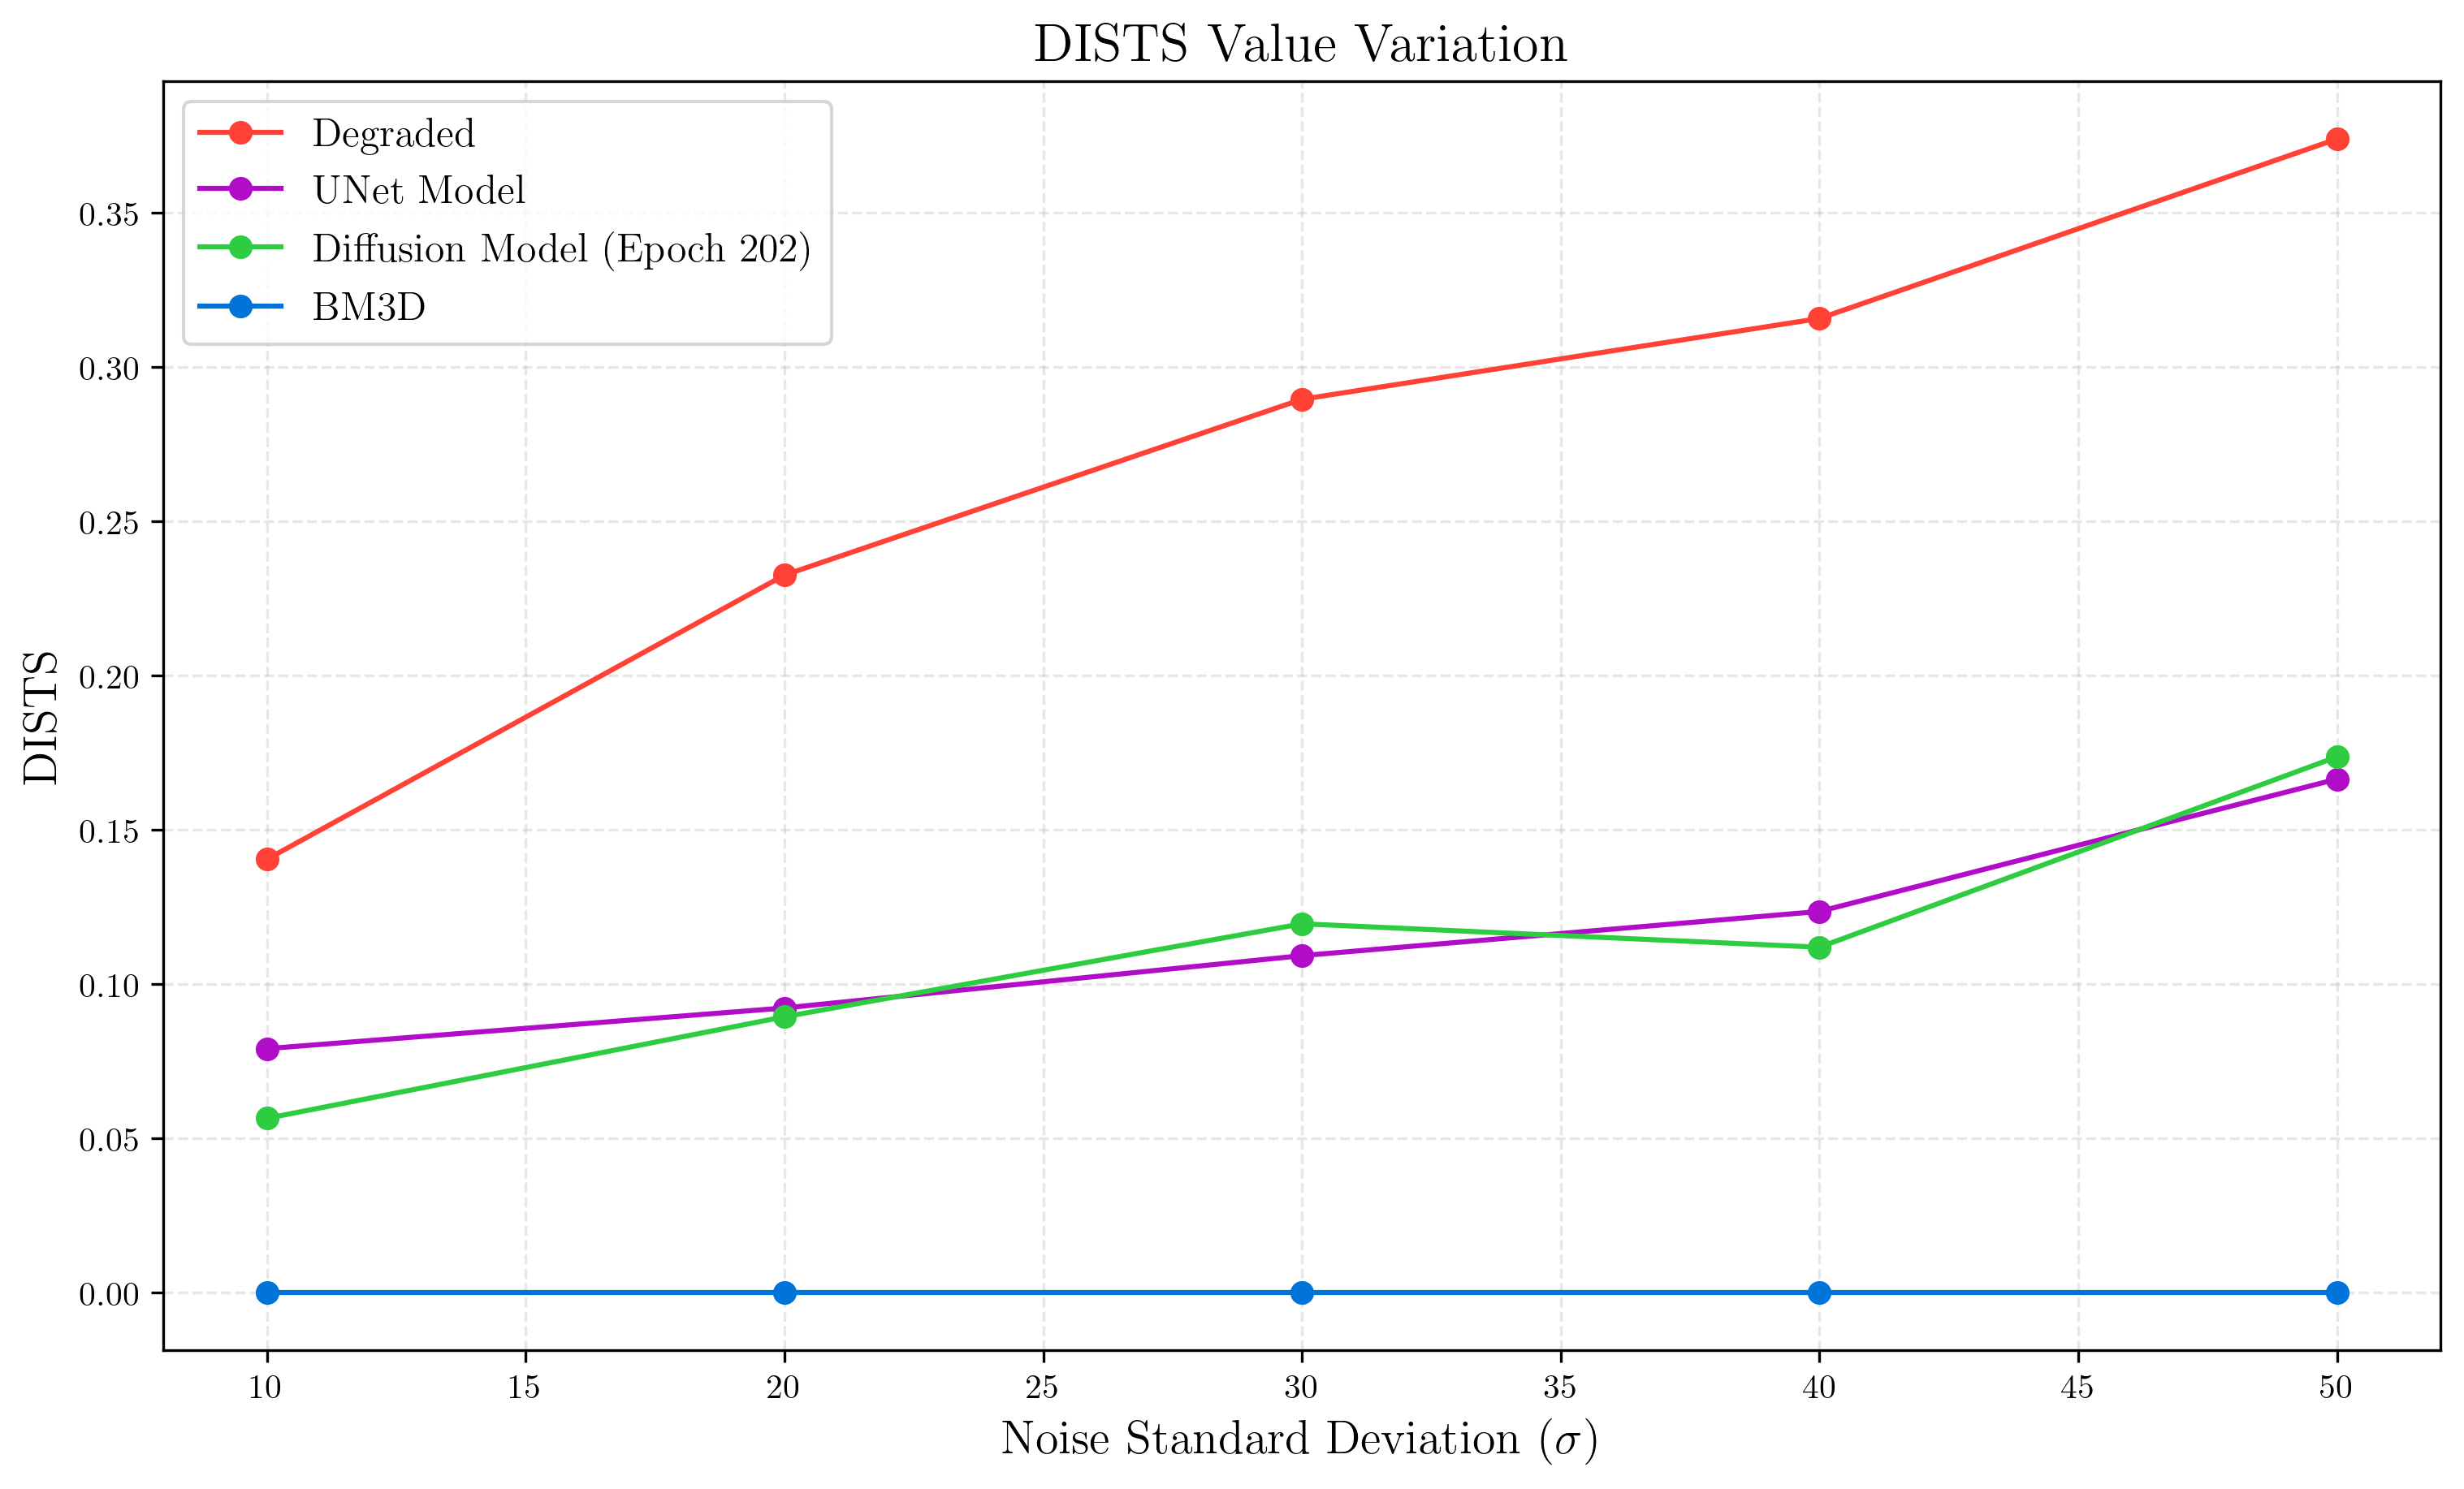 DISTS Value Variation
Degraded
UNet Model
Diffusion Model (Epoch 202)
BM3D
DISTS
0.35
0.30
0.25
0.20
0.15
0.10
0.05
0.00
10 15 20 25 30 35 40 45 50
Noise Standard Deviation (σ)